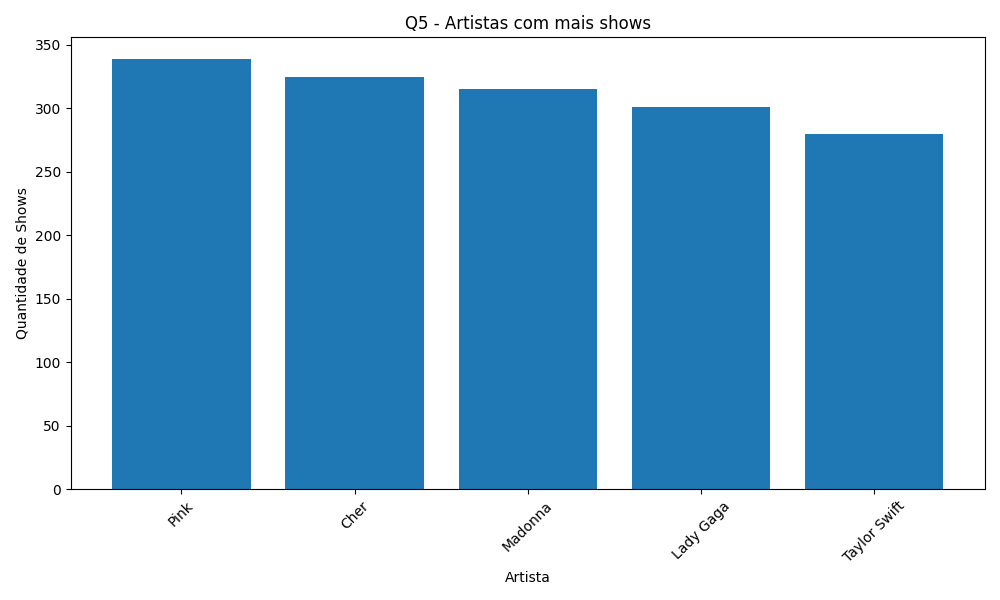 Q5 - Artistas com mais shows
Quantidade de Shows
350
300
250
200
150
100
50
0
Pink
Cher
Madonna
Lady Gaga
Taylor Swift
Artista